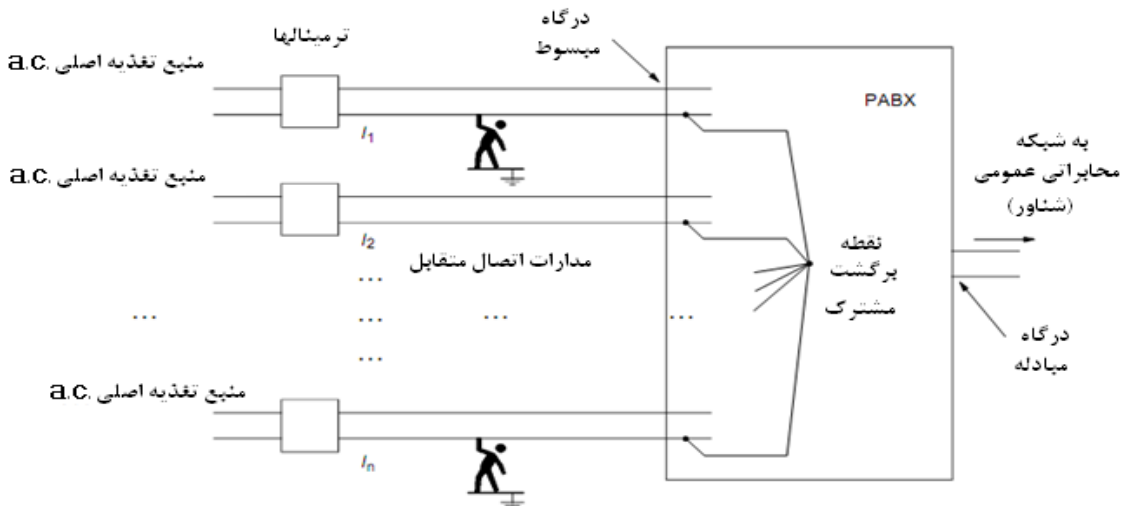 درگاه
مبسوط
ترمینالها
منبع تغذیه اصلی a.c.
PABX
I1
به شبکه
مخابراتی عمومی
(شناور)
منبع تغذیه اصلی a.c.
I2
مدارات اتصال متقابل
نقطه
برگشت
مشترک
...
...
...
...
...
...
درگاه
مبادله
منبع تغذیه اصلی a.c.
In